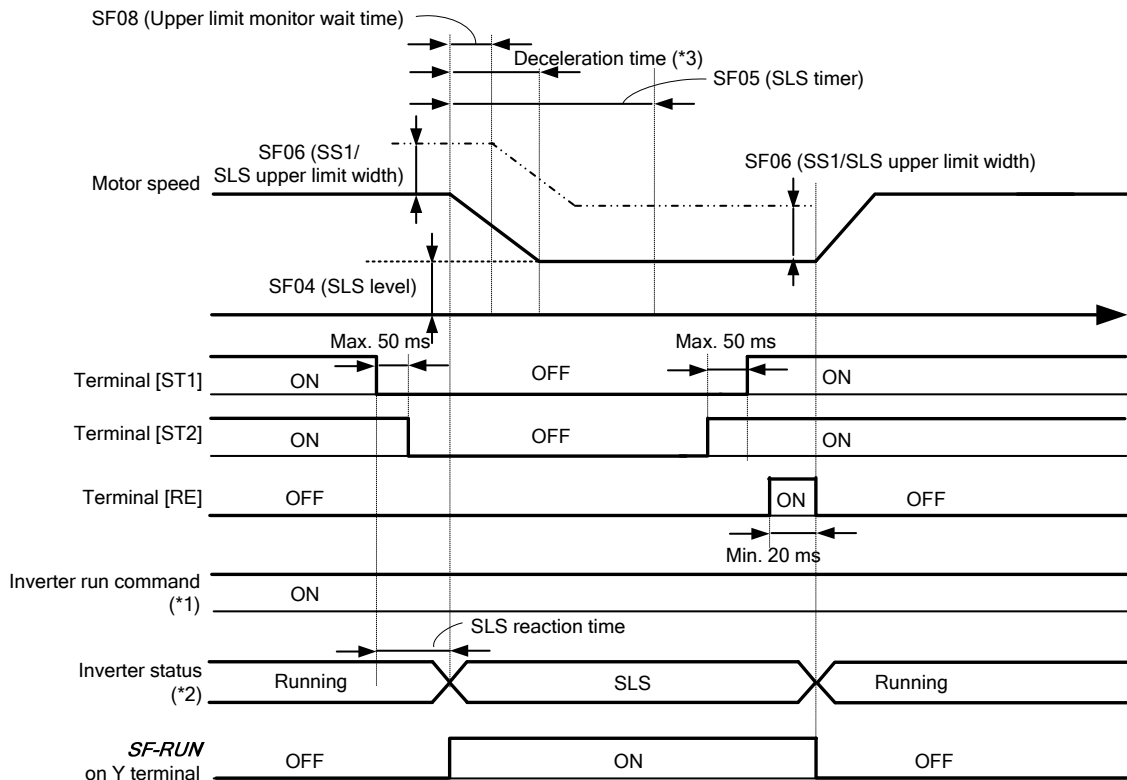 SF08 (Upper limit monitor wait time)
Deceleration time (*3)
SF05 (SLS timer)
SF06 (SS1/
SLS upper limit width)
SF06 (SS1/SLS upper limit width)
Motor speed
SF04 (SLS level)
Max. 50 ms
Max. 50 ms
Terminal [ST1]
ON
OFF
ON
Terminal [ST2]
ON
OFF
ON
Terminal [RE]
OFF
ON
OFF
Min. 20 ms
Inverter run command
(*1)
ON
SLS reaction time
Inverter status
(*2)
Running
SLS
Running
SF-RUN
on Y terminal
OFF
ON
OFF